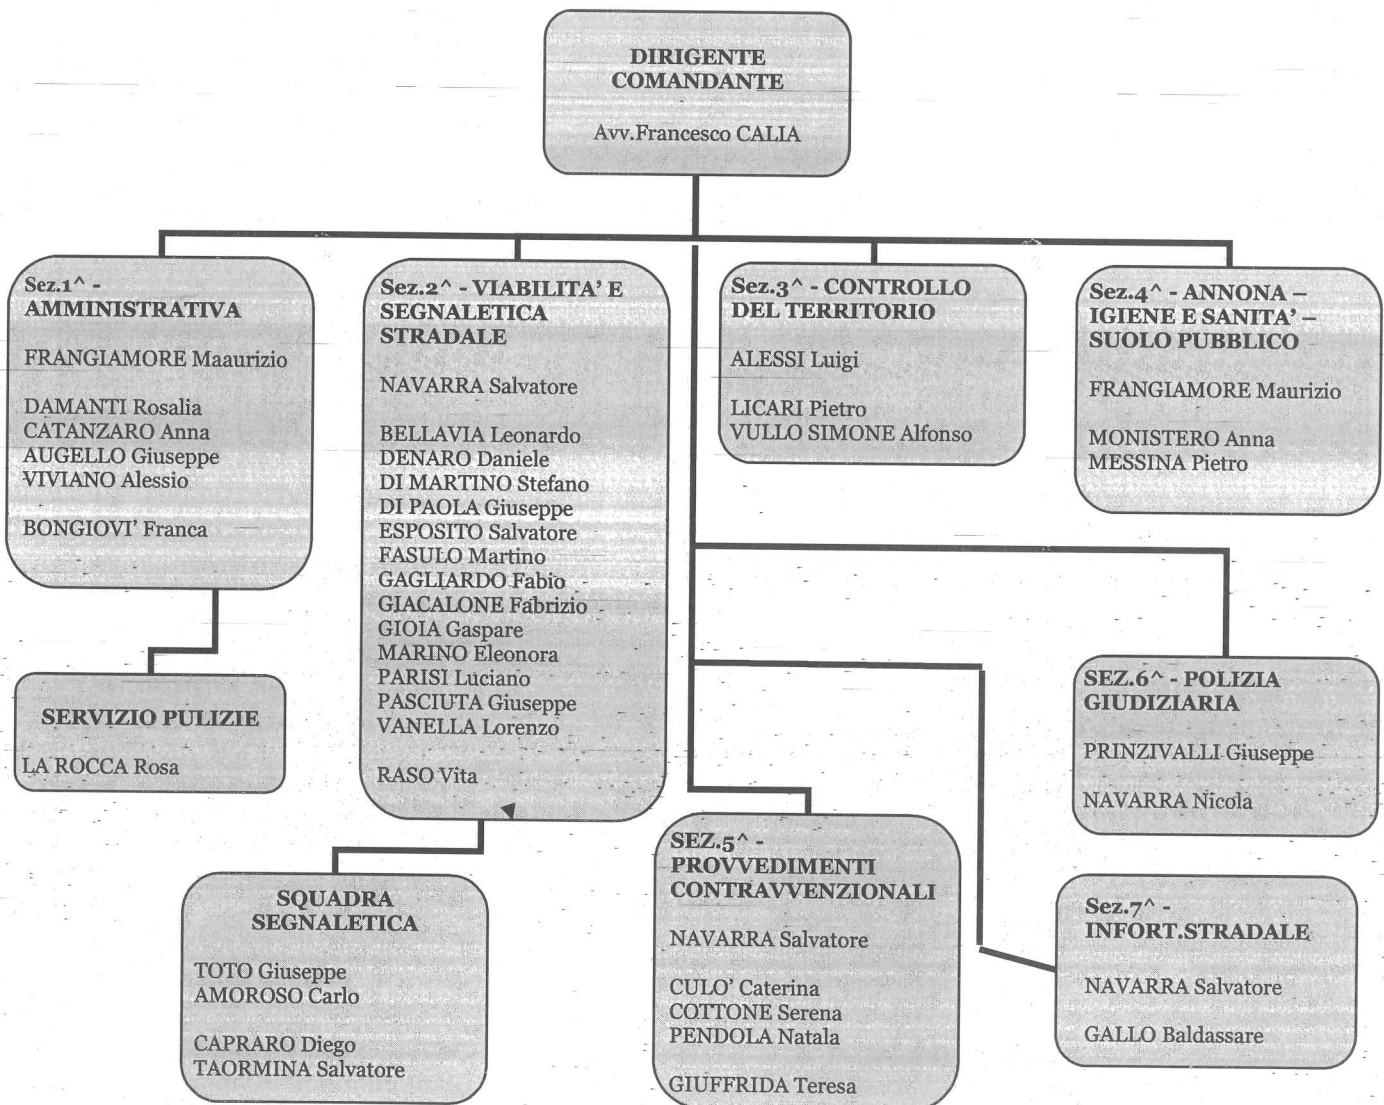 DIRIGENTE
COMANDANTE
Avv.Francesco CALIA
Sez.1^ -
AMMINISTRATIVA
FRANGIAMORE Maaurizio
DAMANTI Rosalia
CATANZARO Anna
AUGELLO Giuseppe
VIVIANO Alessio
BONGIOVI' Franca
SERVIZIO PULIZIE
LA ROCCA Rosa
Sez.2^ - VIABILITA' E
SEGNALETICA
STRADALE
NAVARRA Salvatore
BELLAVIA Leonardo
DENARO Daniele
DI MARTINO Stefano
DI PAOLA Giuseppe
ESPOSITO Salvatore
FASULO Martino
GAGLIARDO Fabio
GIACALONE Fabrizio
GIOIA Gaspare
MARINO Eleonora
PARISI Luciano
PASCIUTA Giuseppe
VANELLA Lorenzo
RASO Vita
SQUADRA
SEGNALETICA
TOTO Giuseppe
AMOROSO Carlo
CAPRARO Diego
TAORMINA Salvatore
Sez.3^ - CONTROLLO
DEL TERRITORIO
ALESSI Luigi
LICARI Pietro
VULLO SIMONE Alfonso
Sez.4^ - ANNONA –
IGIENE E SANITA' –
SUOLO PUBBLICO
FRANGIAMORE Maurizio
MONISTERO Anna
MESSINA Pietro
SEZ.5^ -
PROVVEDIMENTI
CONTRAVVENZIONALI
NAVARRA Salvatore
CULO' Caterina
COTTONE Serena
PENDOLA Natala
GIUFFRIDA Teresa
SEZ.6^ - POLIZIA
GIUDIZIARIA
PRINZIVALLI Giuseppe
NAVARRA Nicola
Sez.7^ -
INFORT.STRADALE
NAVARRA Salvatore
GALLO Baldassare